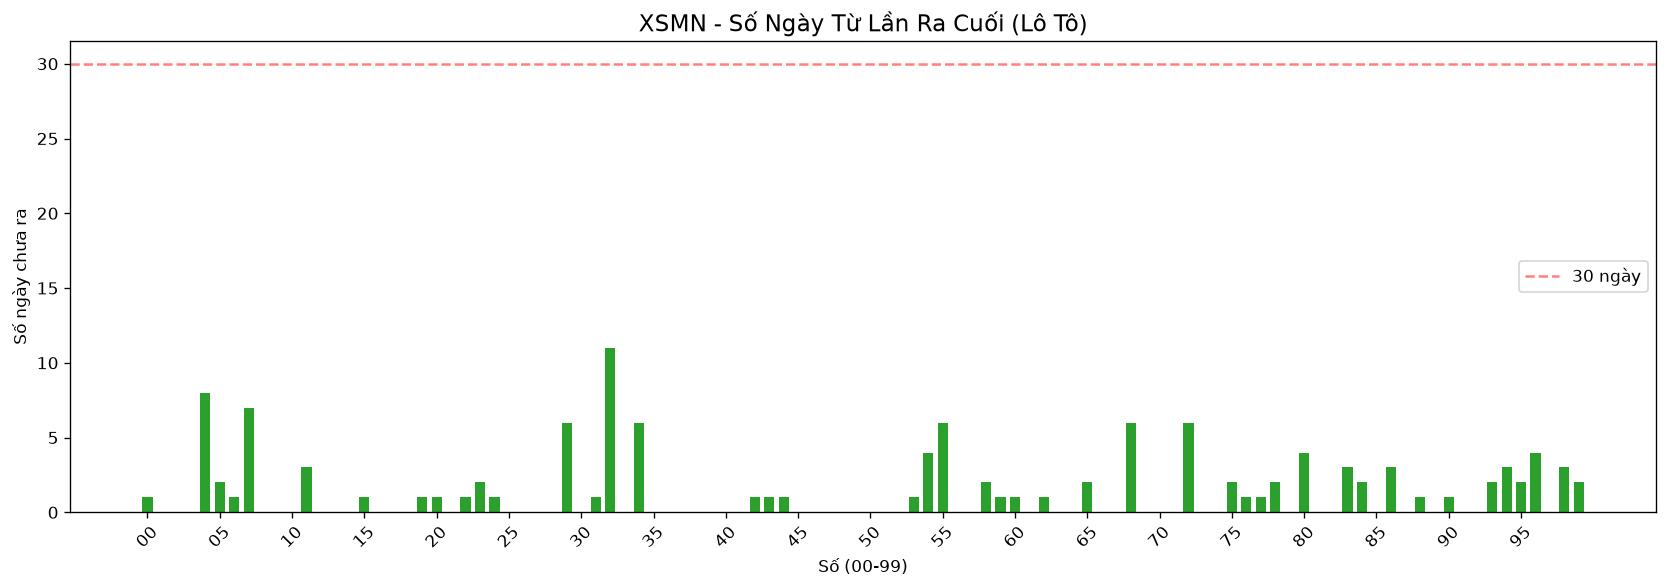 XSMN - Số Ngày Từ Lần Ra Cuối (Lô Tô)
Số ngày chưa ra
30
25
20
15
10
5
0
30 ngày
00 05 10 15 20 25 30 35 40 45 50 55 60 65 70 75 80 85 90 95
Số (00-99)